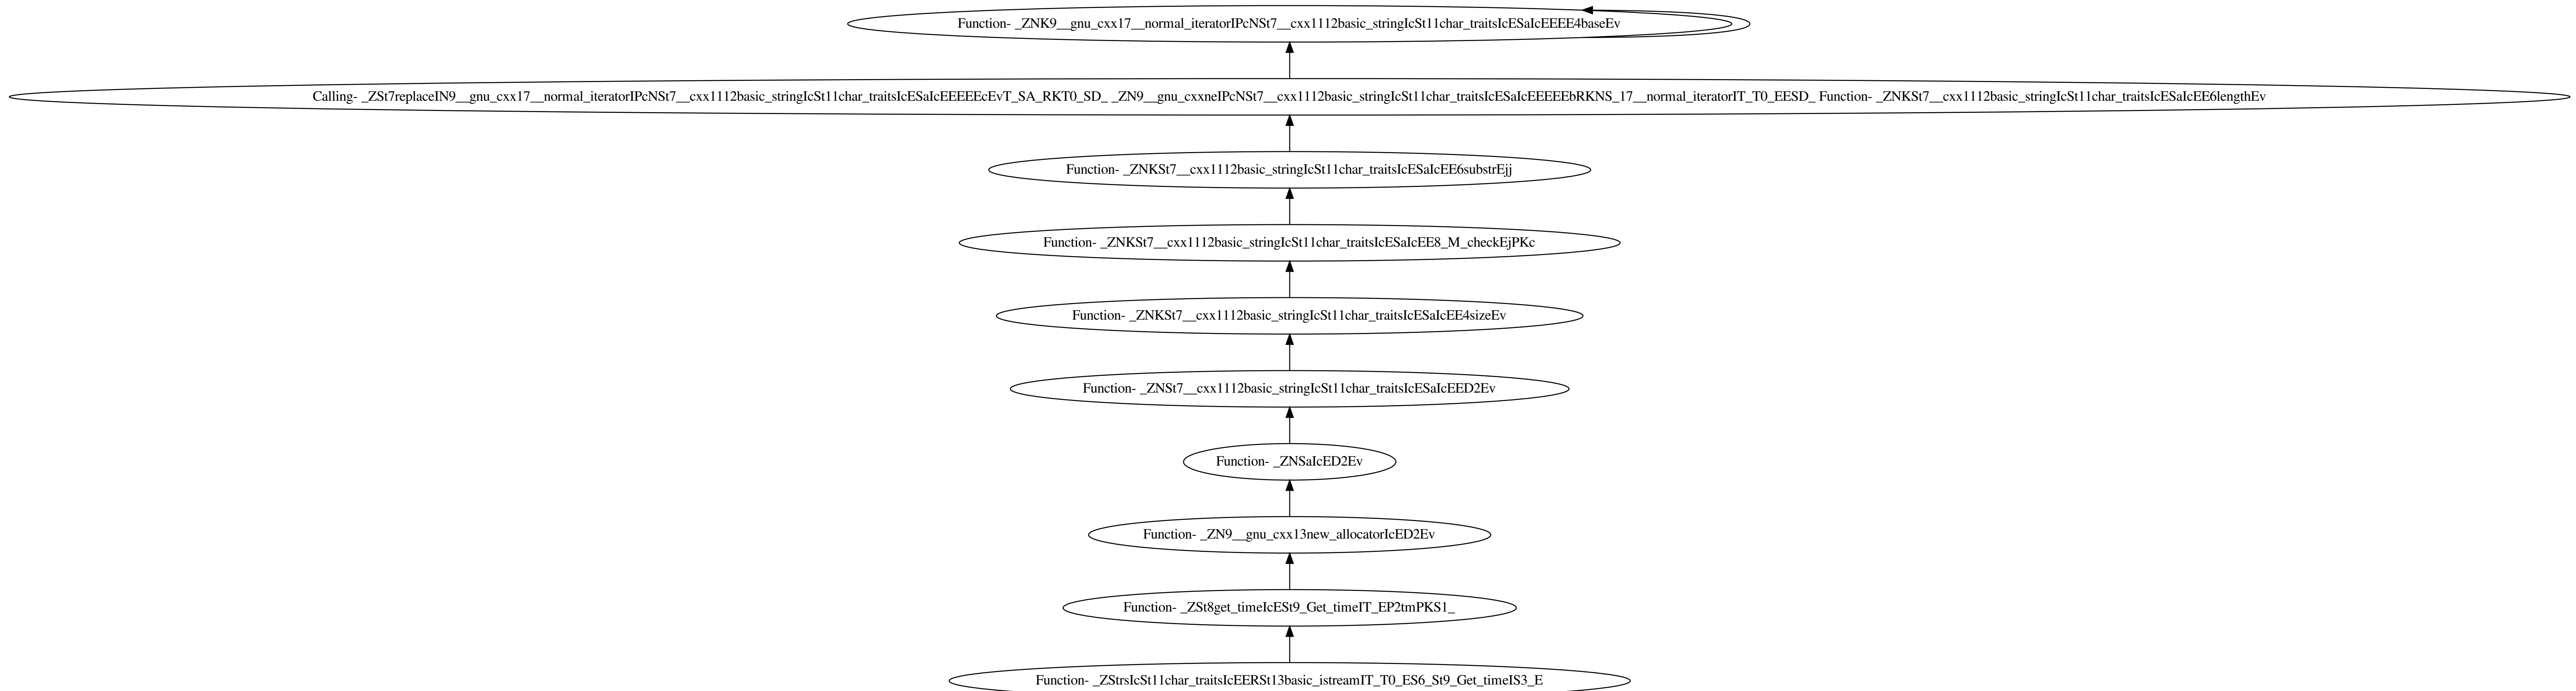 Function- _ZNK9__gnu_cxx17__normal_iteratorIPcNSt7__cxx1112basic_stringIcSt11char_traitsIcESaIcEEEE4baseEv
Calling- _ZSt7replaceIN9__gnu_cxx17__normal_iteratorIPcNSt7__cxx1112basic_stringIcSt11char_traitsIcESaIcEEEEEcEvT_SA_RKT0_SD_ _ZN9__gnu_cxxneIPcNSt7__cxx1112basic_stringIcSt11char_traitsIcESaIcEEEEEbRKNS_17__normal_iteratorIT_T0_EESD_ Function- _ZNKSt7__cxx1112basic_stringIcSt11char_traitsIcESaIcEE6lengthEv
Function- _ZNKSt7__cxx1112basic_stringIcSt11char_traitsIcESaIcEE6substrEjj
Function- _ZNKSt7__cxx1112basic_stringIcSt11char_traitsIcESaIcEE8_M_checkEjPKc
Function- _ZNKSt7__cxx1112basic_stringIcSt11char_traitsIcESaIcEE4sizeEv
Function- _ZNSt7__cxx1112basic_stringIcSt11char_traitsIcESaIcEED2Ev
Function- _ZNSaIcED2Ev
Function- _ZN9__gnu_cxx13new_allocatorIcED2Ev
Function- _ZSt8get_timeIcESt9_Get_timeIT_EP2tmPKS1_
Function- _ZStrsIcSt11char_traitsIcEERSt13basic_istreamIT_T0_ES6_St9_Get_timeIS3_E